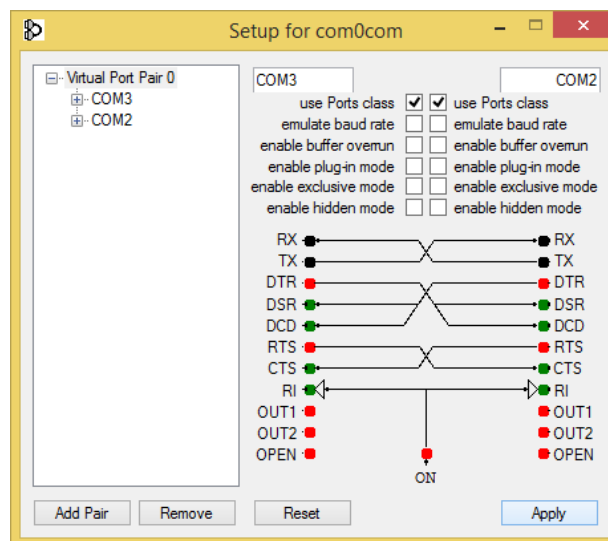 Setup for com0com
Virtual Port Pair 0
COM3
COM2
COM3 COM2
use Ports class use Ports class
emulate baud rate emulate baud rate
enable buffer overrun enable buffer overrun
enable plug-in mode enable plug-in mode
enable exclusive mode enable exclusive mode
enable hidden mode enable hidden mode
RX RX
TX TX
DTR DTR
DSR DSR
DCD DCD
RTS RTS
CTS CTS
RI RI
OUT1 OUT1
OUT2 OUT2
OPEN OPEN
ON
Add Pair Remove Reset Apply